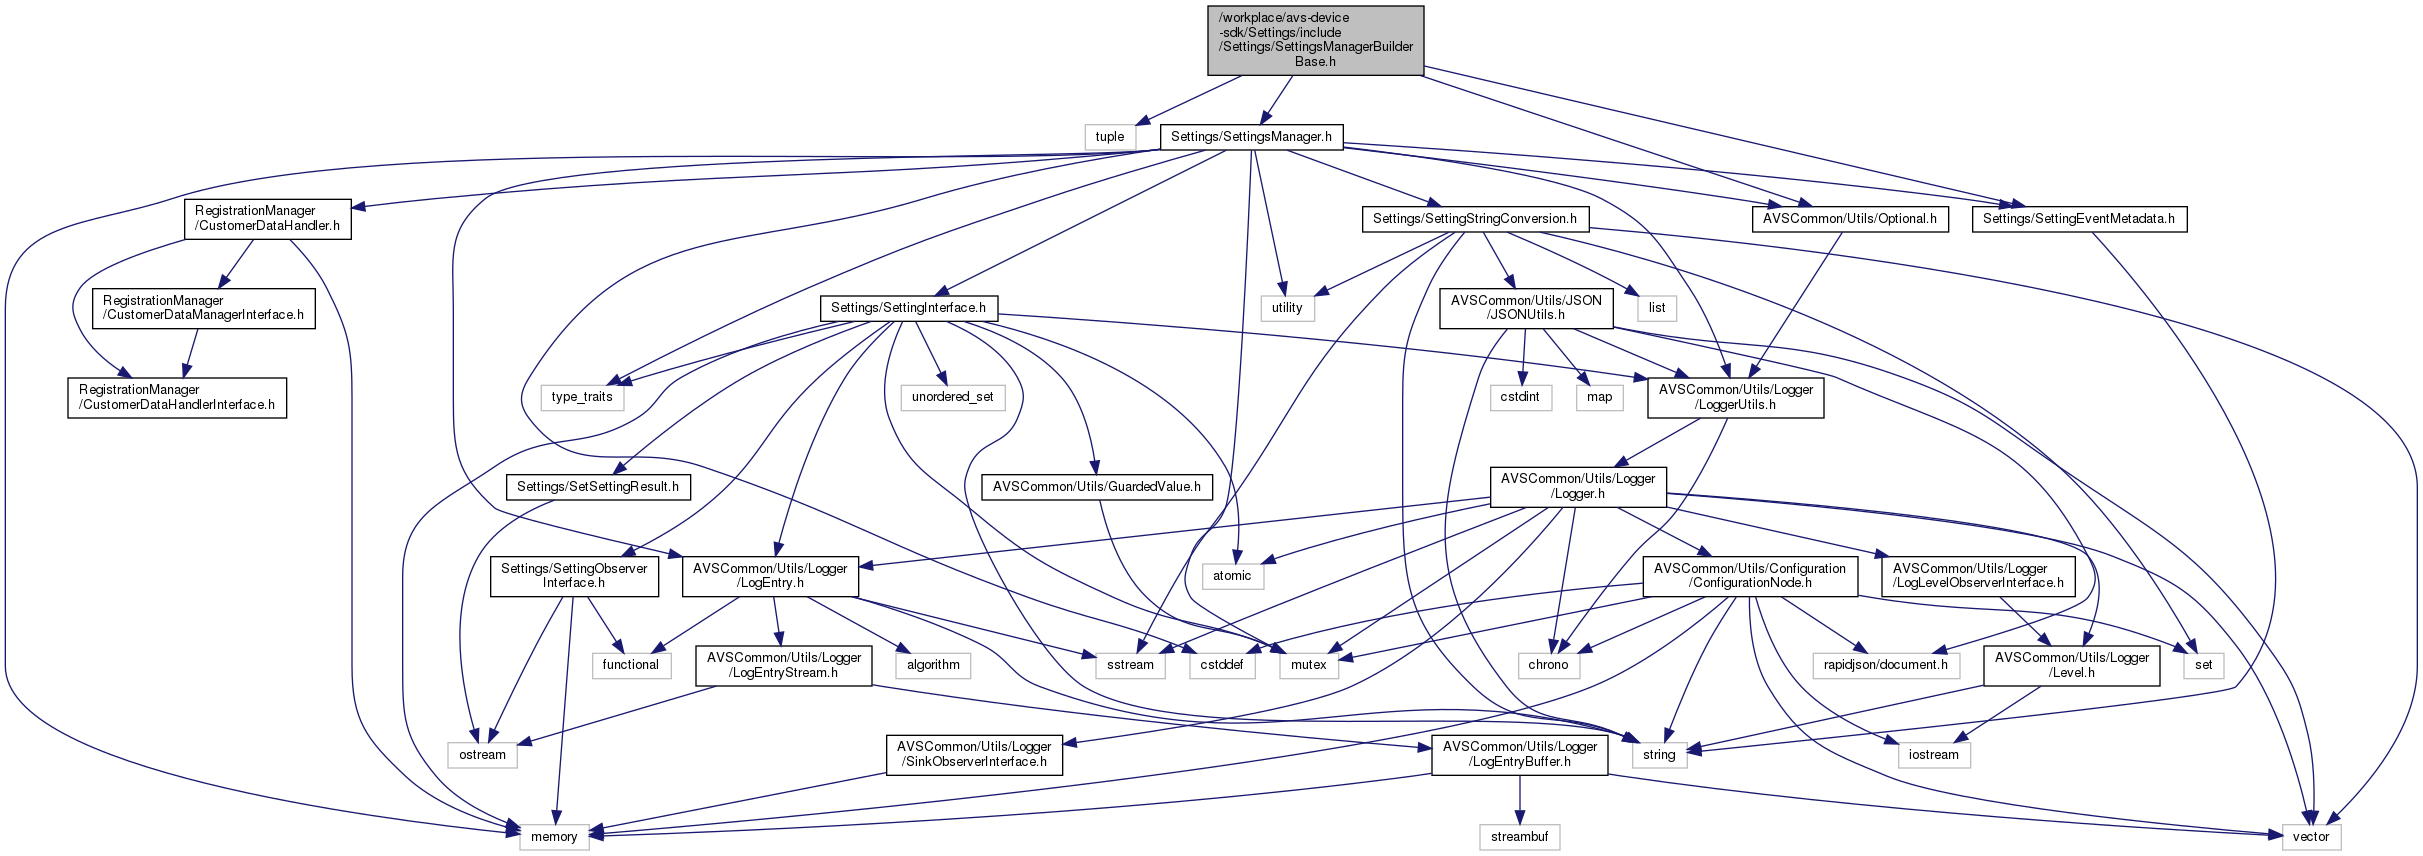 /workplace/avs-device
-sdk/Settings/include
/Settings/SettingsManagerBuilder
Base.h
tuple
Settings/SettingsManager.h
RegistrationManager
/CustomerDataHandler.h
Settings/SettingStringConversion.h
AVSCommon/Utils/Optional.h
Settings/SettingEventMetadata.h
RegistrationManager
/CustomerDataManagerInterface.h
Settings/SettingInterface.h
utility
AVSCommon/Utils/JSON
/JSONUtils.h
list
RegistrationManager
/CustomerDataHandlerInterface.h
type_traits
unordered_set
cstdint
map
AVSCommon/Utils/Logger
/LoggerUtils.h
Settings/SetSettingResult.h
AVSCommon/Utils/GuardedValue.h
AVSCommon/Utils/Logger
/Logger.h
Settings/SettingObserver
Interface.h
AVSCommon/Utils/Logger
/LogEntry.h
atomic
AVSCommon/Utils/Configuration
/ConfigurationNode.h
AVSCommon/Utils/Logger
/LogLevelObserverInterface.h
functional
AVSCommon/Utils/Logger
/LogEntryStream.h
algorithm
sstream
cstddef
mutex
chrono
rapidjson/document.h
AVSCommon/Utils/Logger
/Level.h
set
ostream
AVSCommon/Utils/Logger
/SinkObserverInterface.h
AVSCommon/Utils/Logger
/LogEntryBuffer.h
string
iostream
memory
streambuf
vector